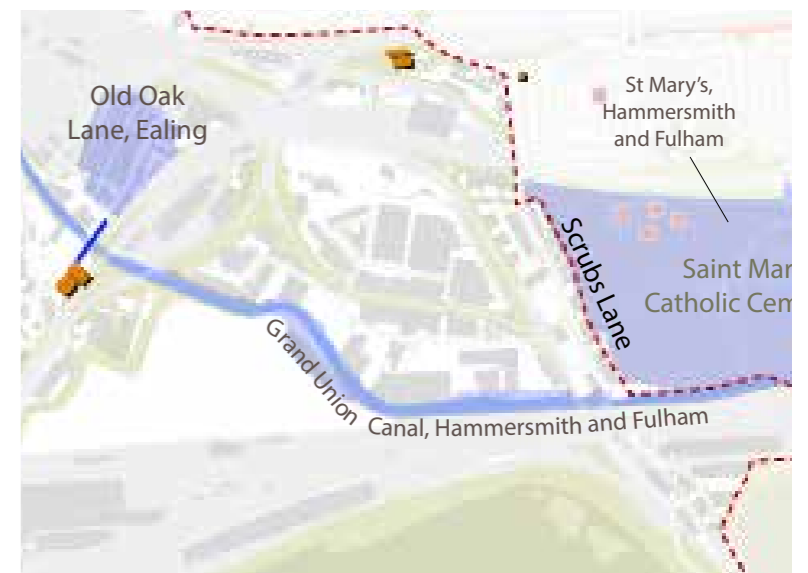 Old Oak
Lane, Ealing
St Mary's,
Hammersmith
and Fulham
Scrubs Lane
Saint Mar
Catholic Cem
Grand Union
Canal, Hammersmith and Fulham